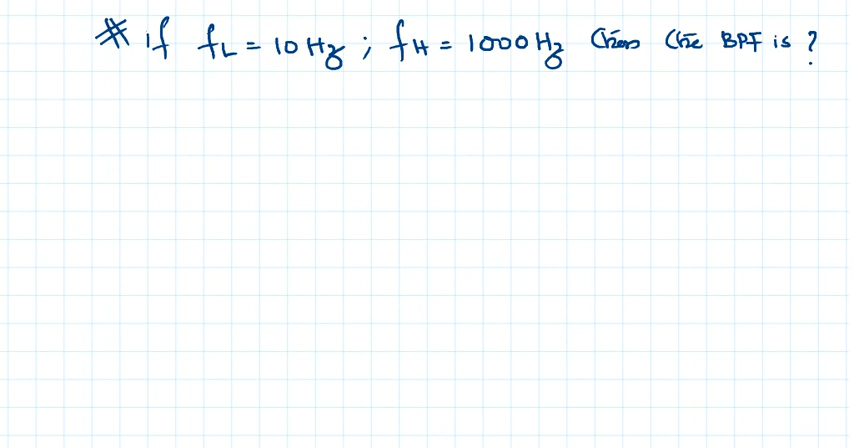 # if fL = 10 Hz ; fH = 1000 Hz then the BPF is ?